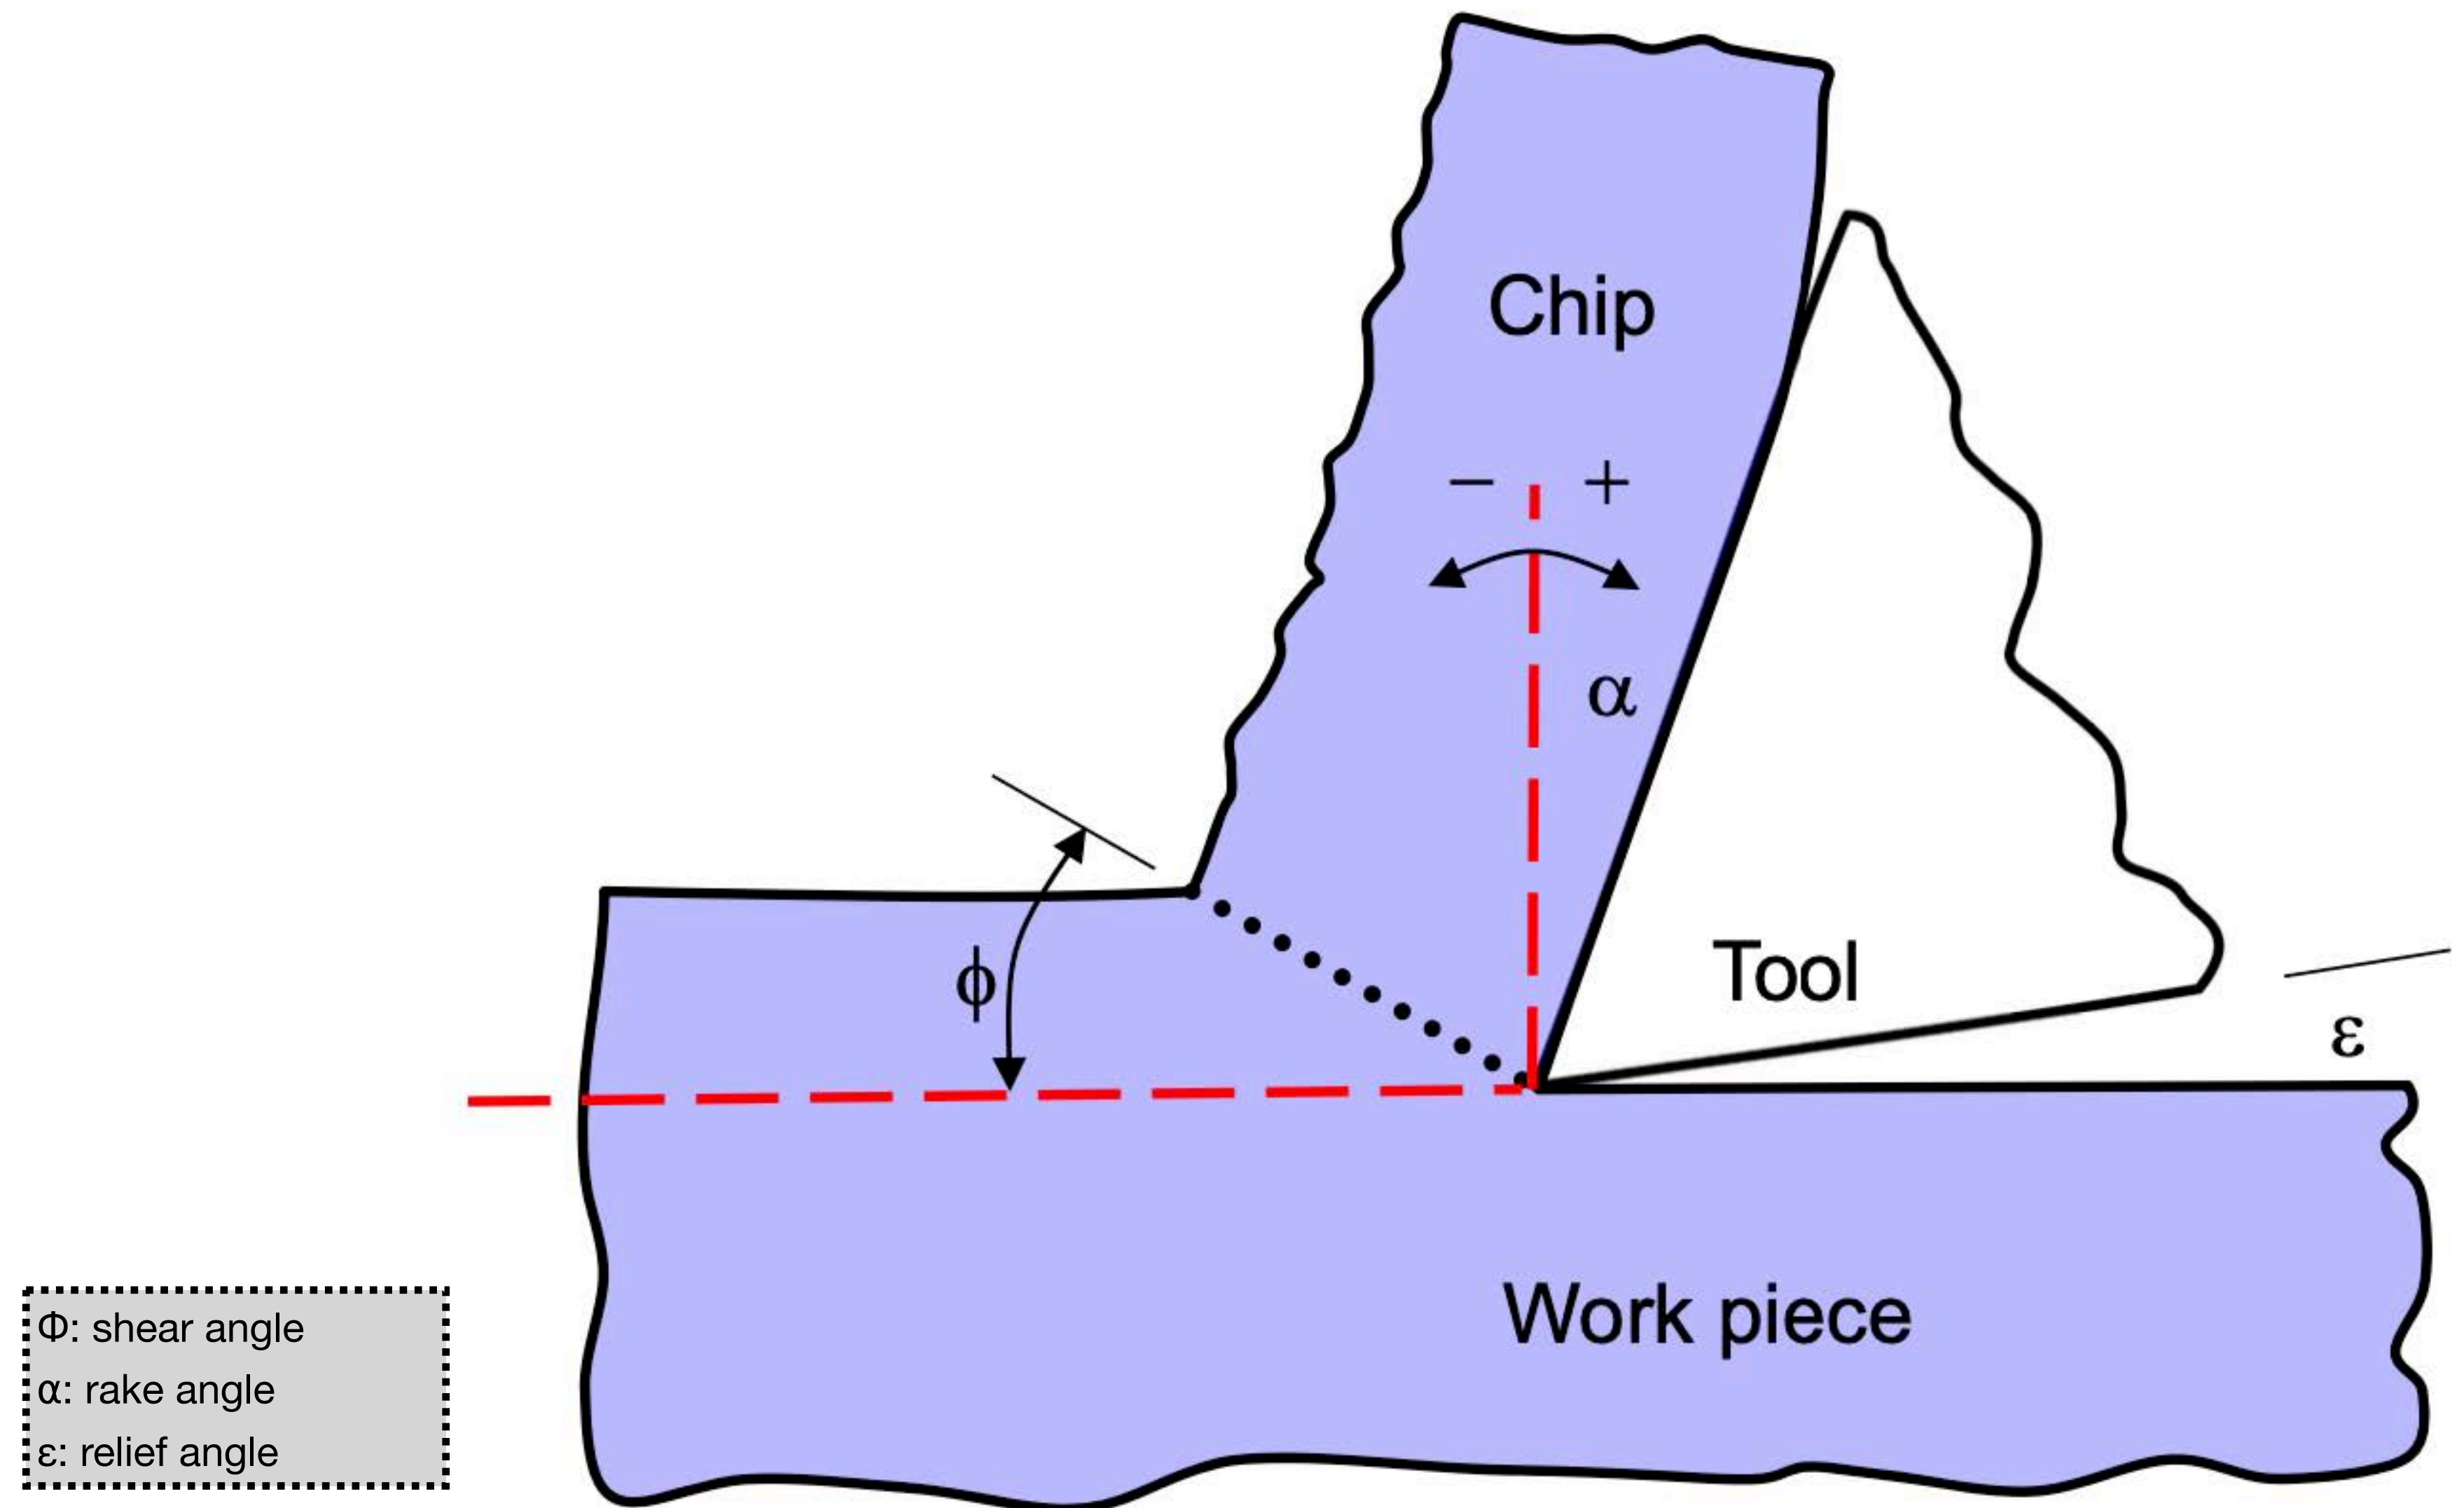 Chip
− +
α
ϕ
Tool
ε
Work piece
Φ: shear angle
α: rake angle
ε: relief angle